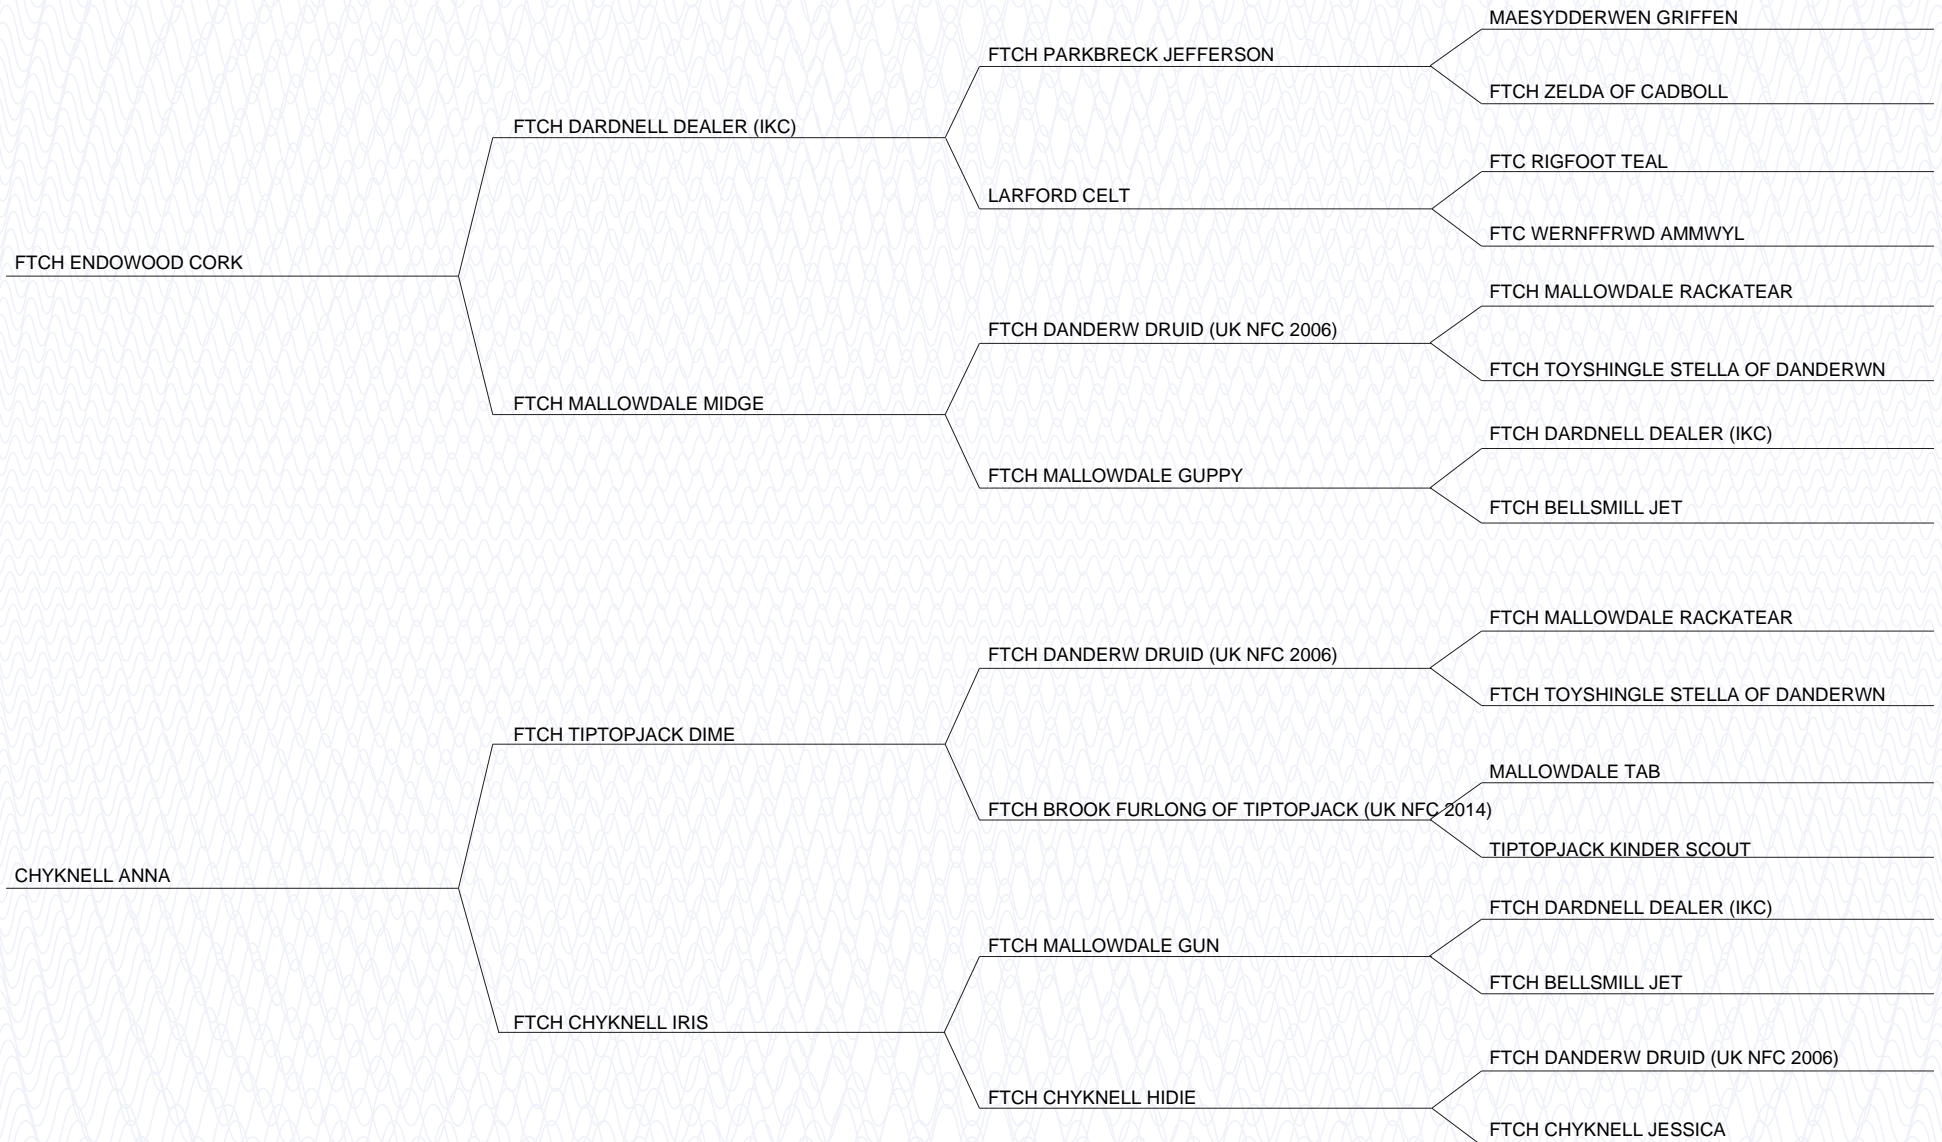 MAESYDDERWEN GRIFFEN
FTCH PARKBRECK JEFFERSON
FTCH ZELDA OF CADBOLL
FTCH DARDNELL DEALER (IKC)
FTC RIGFOOT TEAL
LARFORD CELT
FTC WERNFFRWD AMMWYL
FTCH ENDOWOOD CORK
FTCH MALLOWDALE RACKATEAR
FTCH DANDERW DRUID (UK NFC 2006)
FTCH TOYSHINGLE STELLA OF DANDERWN
FTCH MALLOWDALE MIDGE
FTCH DARDNELL DEALER (IKC)
FTCH MALLOWDALE GUPPY
FTCH BELLSMILL JET
FTCH MALLOWDALE RACKATEAR
FTCH DANDERW DRUID (UK NFC 2006)
FTCH TOYSHINGLE STELLA OF DANDERWN
FTCH TIPTOPJACK DIME
MALLOWDALE TAB
FTCH BROOK FURLONG OF TIPTOPJACK (UK NFC 2014)
TIPTOPJACK KINDER SCOUT
CHYKNELL ANNA
FTCH DARDNELL DEALER (IKC)
FTCH MALLOWDALE GUN
FTCH BELLSMILL JET
FTCH CHYKNELL IRIS
FTCH DANDERW DRUID (UK NFC 2006)
FTCH CHYKNELL HIDIE
FTCH CHYKNELL JESSICA